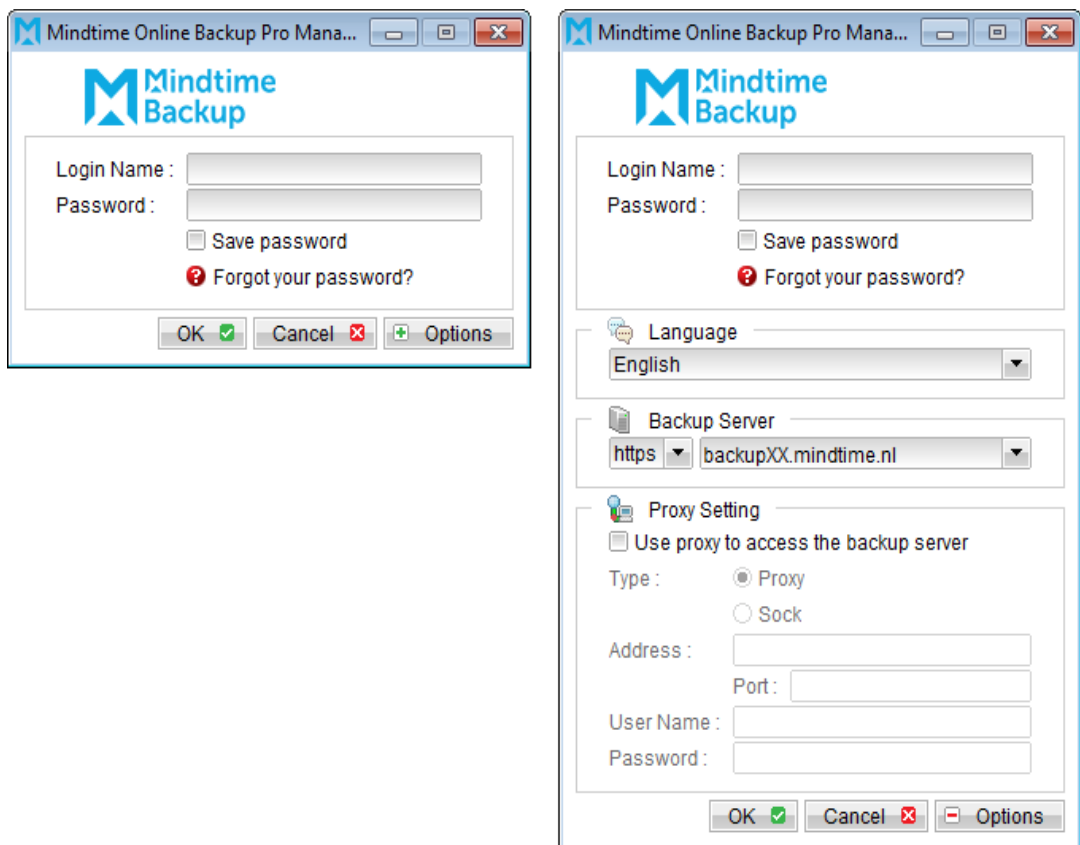 Mindtime Online Backup Pro Mana...
Mindtime
Backup
Login Name :
Password :
Save password
Forgot your password?
OK Cancel Options
Mindtime Online Backup Pro Mana...
Mindtime
Backup
Login Name :
Password :
Save password
Forgot your password?
Language
English
Backup Server
https backupXX.mindtime.nl
Proxy Setting
Use proxy to access the backup server
Type : Proxy
Sock
Address :
Port :
User Name :
Password :
OK Cancel Options